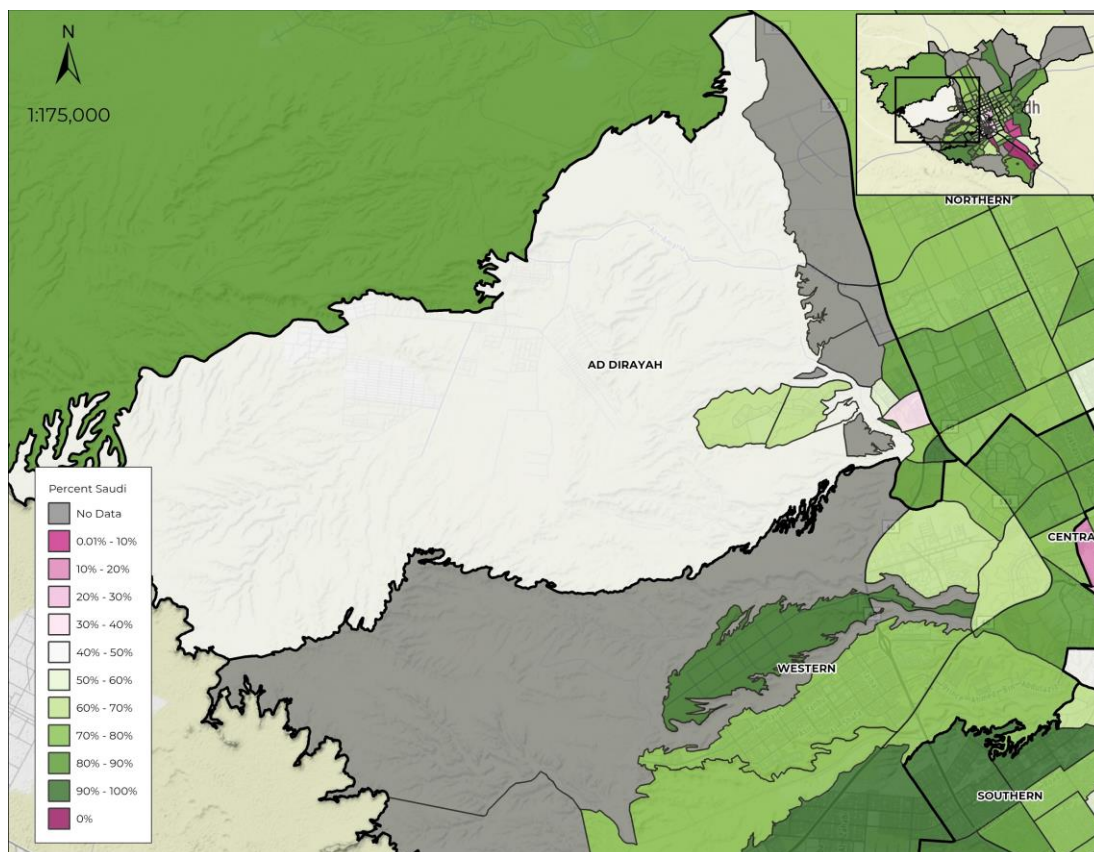 N
1:175,000
dh
NORTHERN
AD DIRAYAH
CENTRA
WESTERN
SOUTHERN
Percent Saudi
No Data
0.01% - 10%
10% - 20%
20% - 30%
30% - 40%
40% - 50%
50% - 60%
60% - 70%
70% - 80%
80% - 90%
90% - 100%
0%